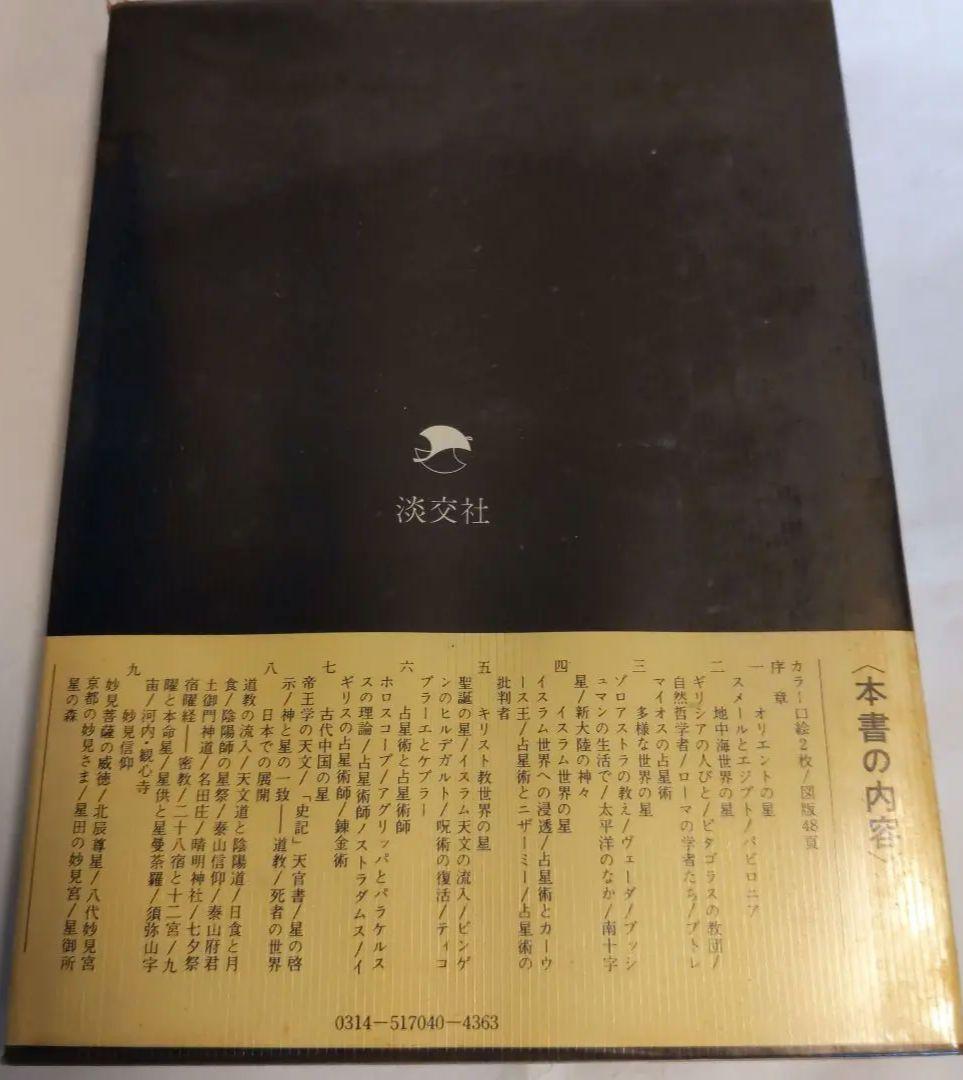 淡交社
〈本書の内容〉
カラー口絵2枚/図版48頁
序章
一 オリエントの星
スメールとエジプト/バビロニア
二 地中海世界の星
ギリシアの人びと/ピタゴラスの教団/
自然哲学者/ローマの学者たち/プトレ
マイオスの占星術
三 多様な世界の星
ゾロアストラの教え/ヴェーダ/ブッシ
ュマンの生活で/太平洋のなか/南十字
星/新大陸の神々
四 イスラム世界の星
イスラム世界への浸透/占星術とカーウ
ース王/占星術とニザーミー/占星術の
批判者
五 キリスト教世界の星
聖誕の星/イスラム天文の流入/ビンゲ
ンのヒルデガルト/呪術の復活/ティコ
ブラーエとケプラー
六 占星術と占星術師
ホロスコープ/アグリッパとパラケルス
スの理論/占星術師ノストラダムス/イ
ギリスの占星術師/錬金術
七 古代中国の星
帝王学の天文/「史記」天官書/星の啓
示/神と星の一致――道教/死者の世界
八 日本での展開
道教の流入/天文道と陰陽道/日食と月
食/陰陽師の星祭/泰山信仰/泰山府君
土御門神道/名田庄/晴明神社/七夕祭
宿曜経――密教/二十八宿と十二宮/九
曜と本命星/星供と星曼荼羅/須弥山宇
宙/河内・観心寺
九 妙見信仰
妙見菩薩の威徳/北辰尊星/八代妙見宮
京都の妙見さま/星田の妙見宮/星御所
星の森
0314-517040-4363